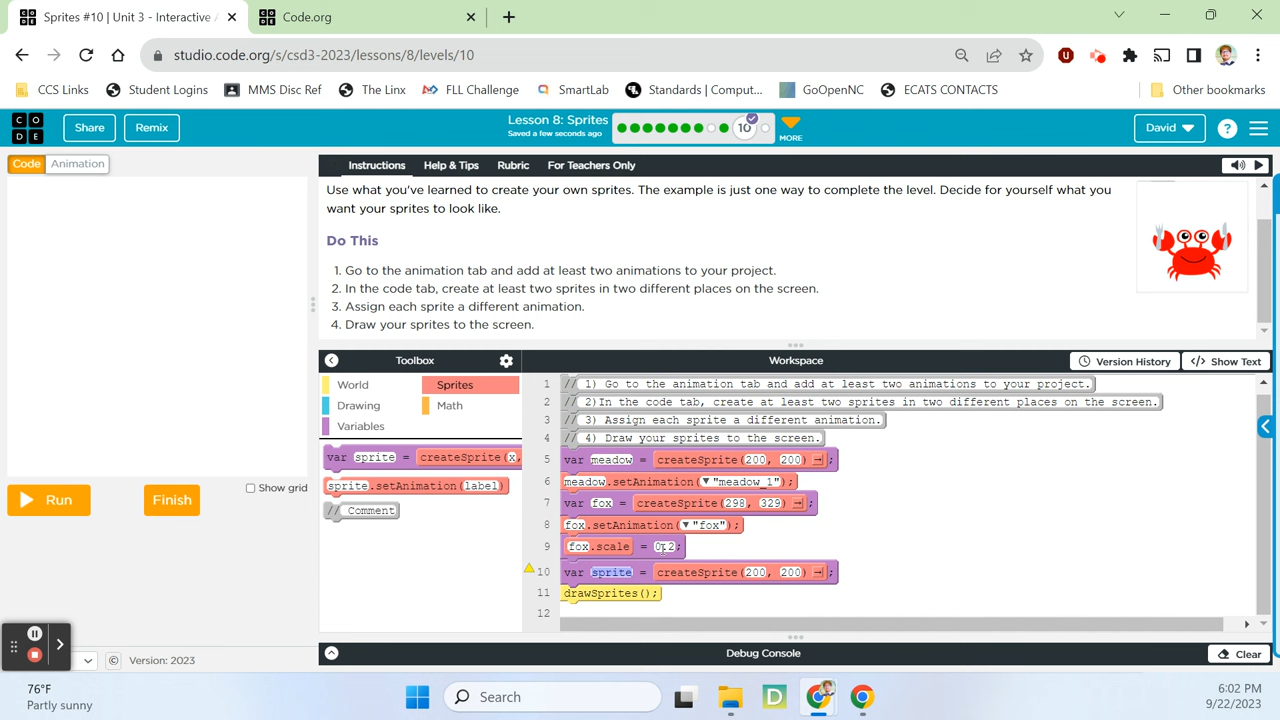 Sprites #10 | Unit 3 - Interactive A
Code.org
studio.code.org/s/csd3-2023/lessons/8/levels/10
CCS Links
Student Logins
MMS Disc Ref
The Linx
FLL Challenge
SmartLab
Standards | Comput...
GoOpenNC
ECATS CONTACTS
Other bookmarks
CODE
Share
Remix
Lesson 8: Sprites
Saved a few seconds ago
10
MORE
David
Code
Animation
Instructions
Help & Tips
Rubric
For Teachers Only
Use what you've learned to create your own sprites. The example is just one way to complete the level. Decide for yourself what you
want your sprites to look like.
Do This
1. Go to the animation tab and add at least two animations to your project.
2. In the code tab, create at least two sprites in two different places on the screen.
3. Assign each sprite a different animation.
4. Draw your sprites to the screen.
Toolbox
Workspace
Version History
</> Show Text
World
Sprites
Drawing
Math
Variables
var sprite = createSprite(x,
sprite.setAnimation(label)
// Comment
1 // 1) Go to the animation tab and add at least two animations to your project.
2 // 2)In the code tab, create at least two sprites in two different places on the screen.
3 // 3) Assign each sprite a different animation.
4 // 4) Draw your sprites to the screen.
5 var meadow = createSprite(200, 200);
6 meadow.setAnimation("meadow_1");
7 var fox = createSprite(298, 329);
8 fox.setAnimation("fox");
9 fox.scale = 0.2;
10 var sprite = createSprite(200, 200);
11 drawSprites();
12
Run
Finish
Show grid
Debug Console
Clear
© Version: 2023
76°F
Partly sunny
Search
6:02 PM
9/22/2023